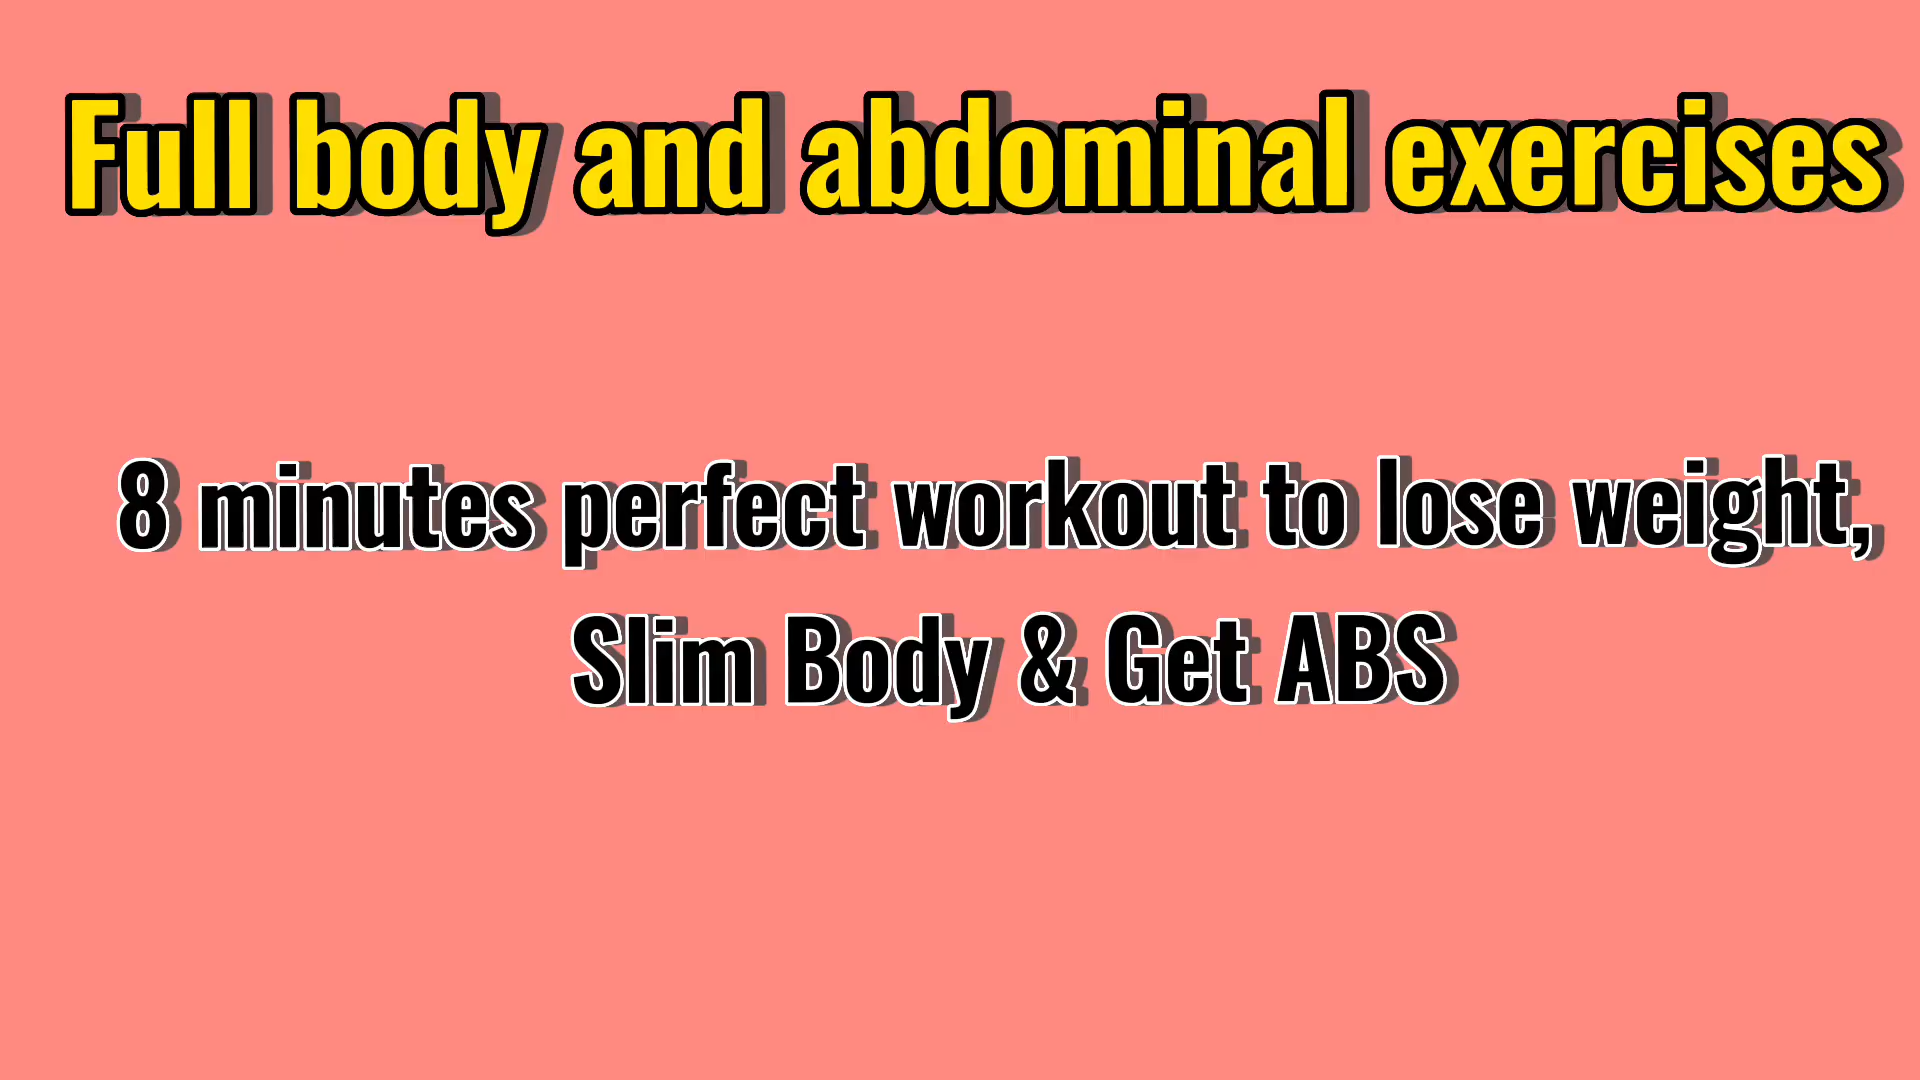 Full body and abdominal exercises
8 minutes perfect workout to lose weight,
Slim Body & Get ABS